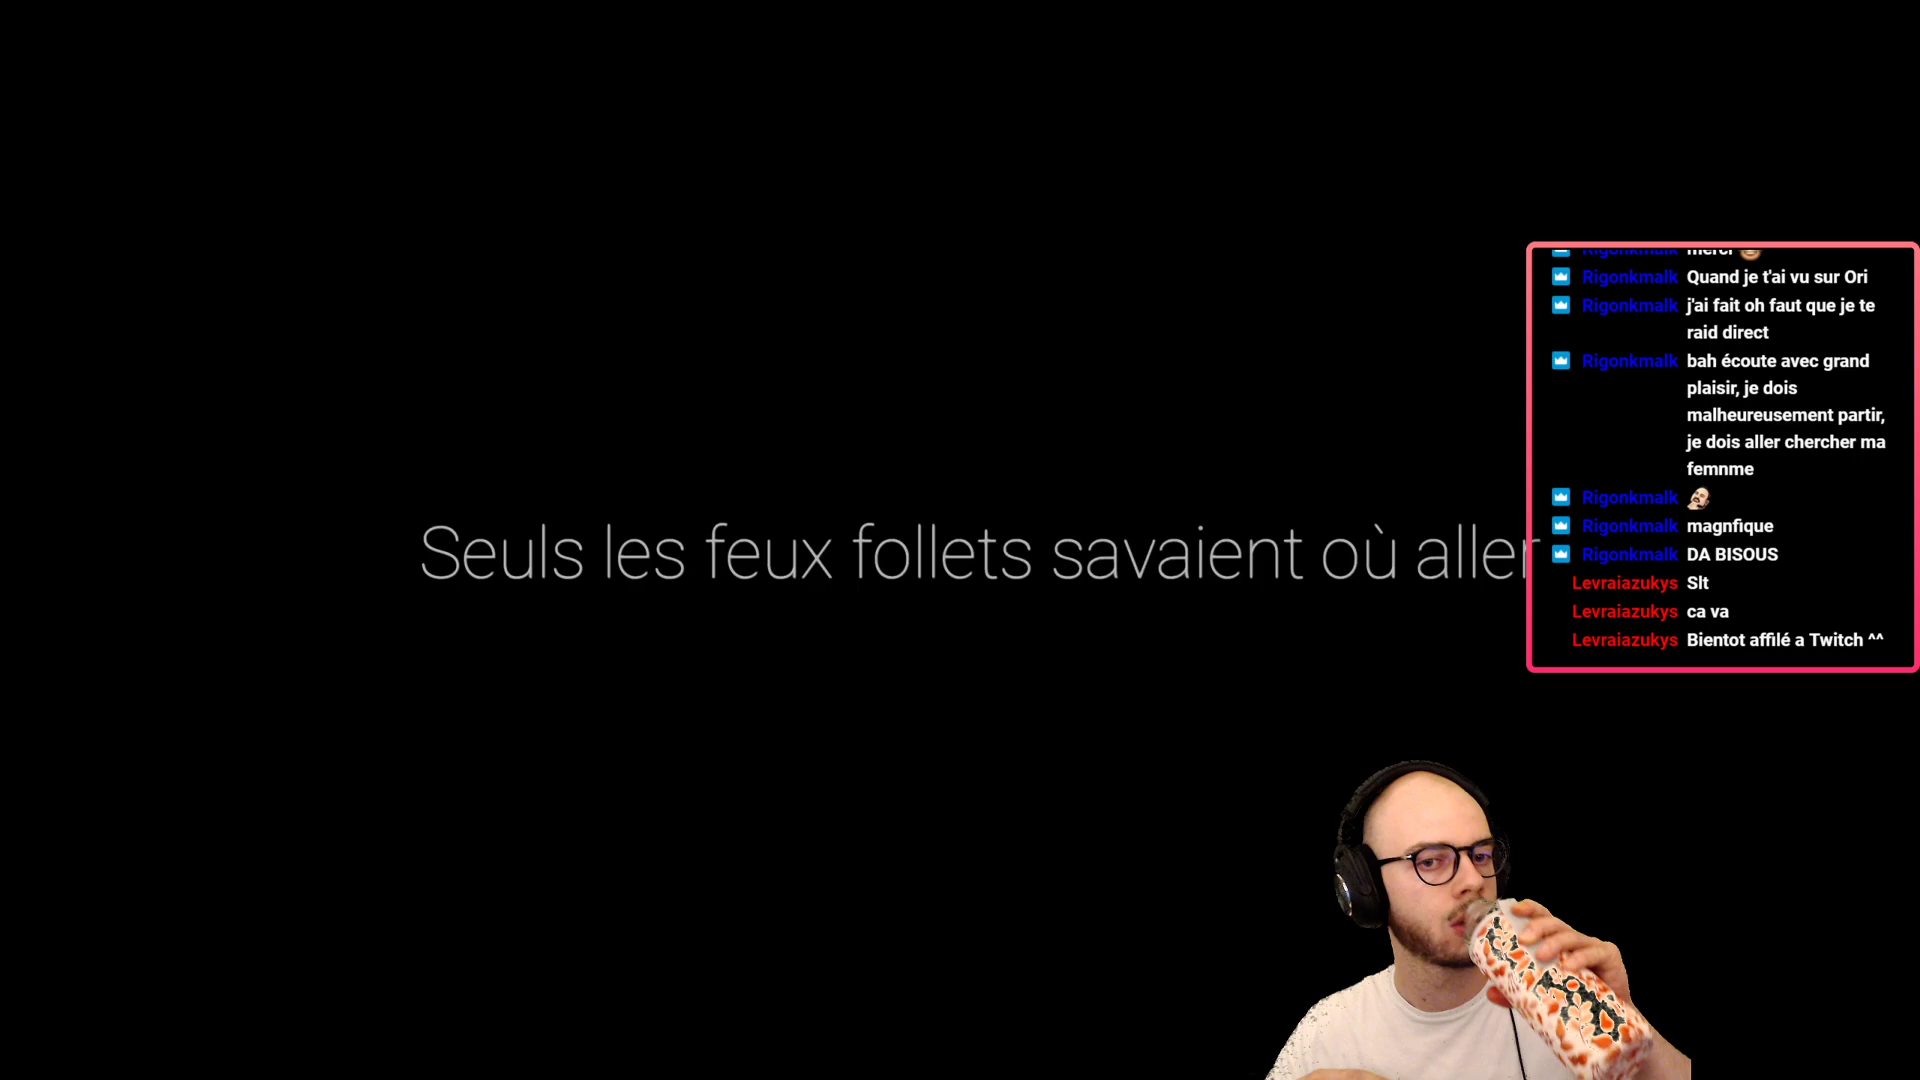 Rigonkmalk merci
Rigonkmalk Quand je t'ai vu sur Ori
Rigonkmalk j'ai fait oh faut que je te
raid direct
Rigonkmalk bah écoute avec grand
plaisir, je dois
malheureusement partir,
je dois aller chercher ma
femnme
Rigonkmalk
Rigonkmalk magnfique
Rigonkmalk DA BISOUS
Levraiazukys Slt
Levraiazukys ca va
Levraiazukys Bientot affilé a Twitch ^^
Seuls les feux follets savaient où aller